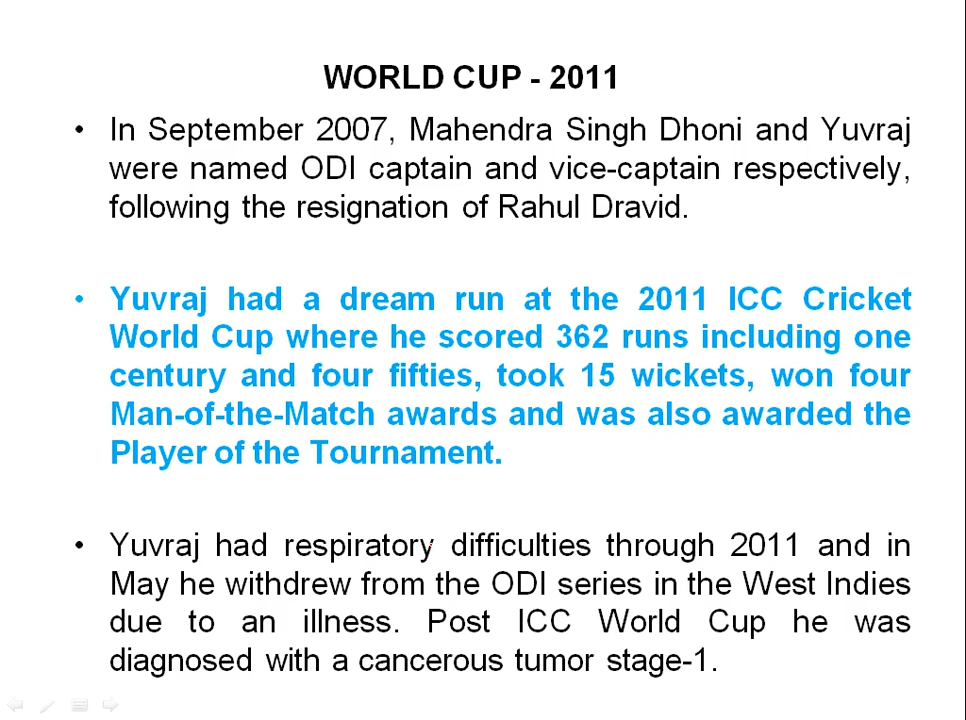 WORLD CUP - 2011
• In September 2007, Mahendra Singh Dhoni and Yuvraj
were named ODI captain and vice-captain respectively,
following the resignation of Rahul Dravid.
• Yuvraj had a dream run at the 2011 ICC Cricket
World Cup where he scored 362 runs including one
century and four fifties, took 15 wickets, won four
Man-of-the-Match awards and was also awarded the
Player of the Tournament.
• Yuvraj had respiratory difficulties through 2011 and in
May he withdrew from the ODI series in the West Indies
due to an illness. Post ICC World Cup he was
diagnosed with a cancerous tumor stage-1.